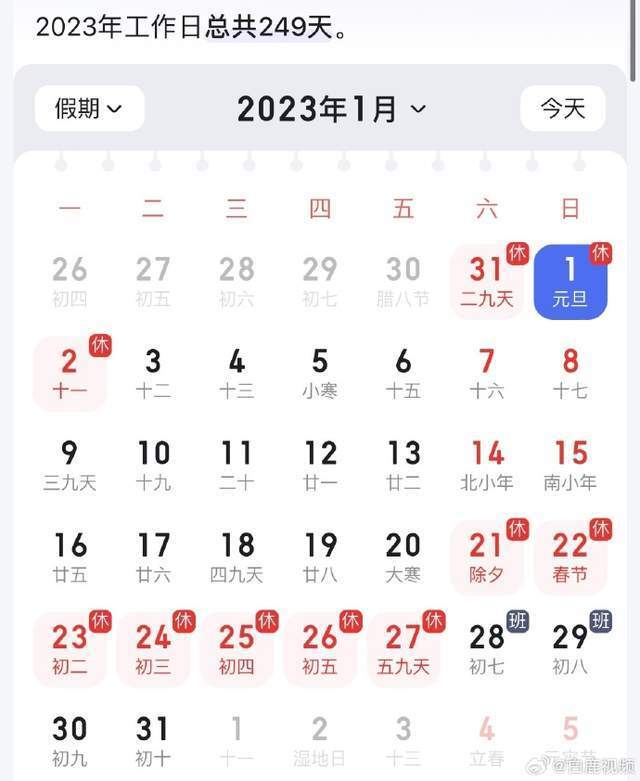 2023年工作日总共249天。
假期 2023年1月 今天
一 二 三 四 五 六 日
26 27 28 29 30 31 休 1 休
初四 初五 初六 初七 腊八节 二九天 元旦
2 休 3 4 5 6 7 8
十一 十二 十三 小寒 十五 十六 十七
9 10 11 12 13 14 15
三九天 十九 二十 廿一 廿二 北小年 南小年
16 17 18 19 20 21 休 22 休
廿五 廿六 四九天 廿八 大寒 除夕 春节
23 休 24 休 25 休 26 休 27 休 28 班 29 班
初二 初三 初四 初五 五九天 初七 初八
30 31 1 2 3 4 5
初九 初十 十一 湿地日 十三 立春 元宵节
@白鹿视频